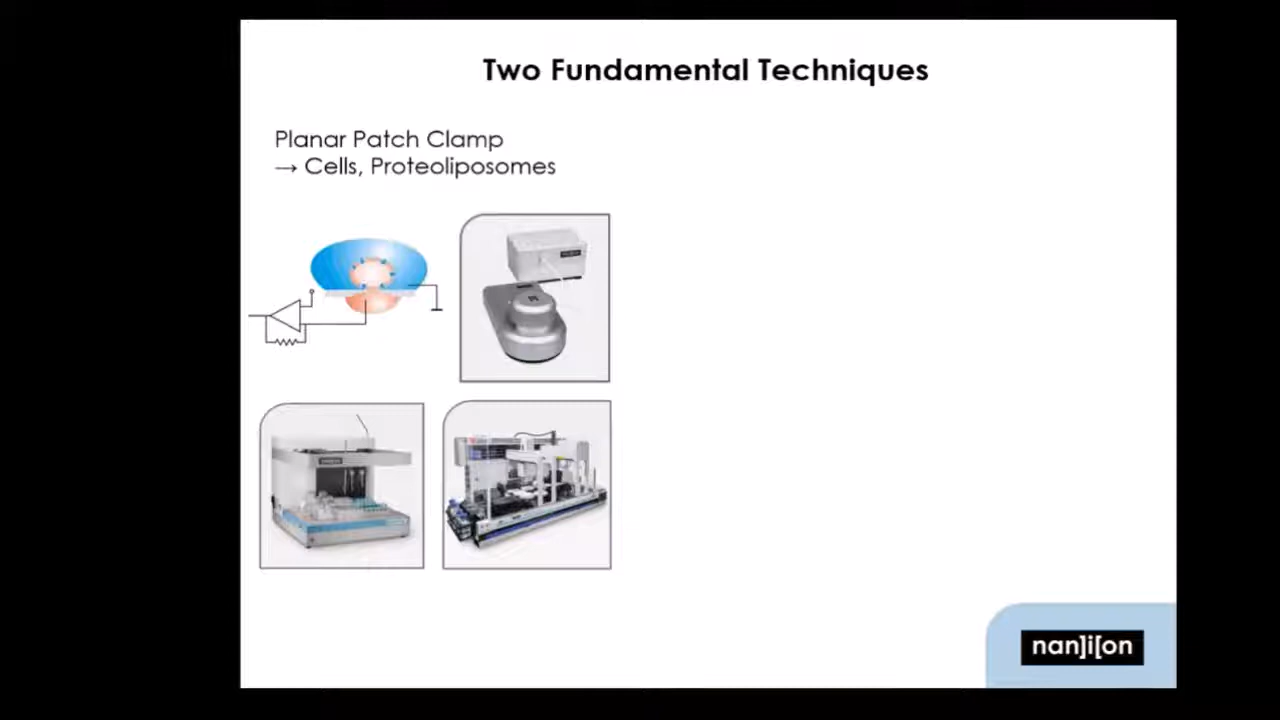 Two Fundamental Techniques
Planar Patch Clamp
→ Cells, Proteoliposomes
nan]i[on